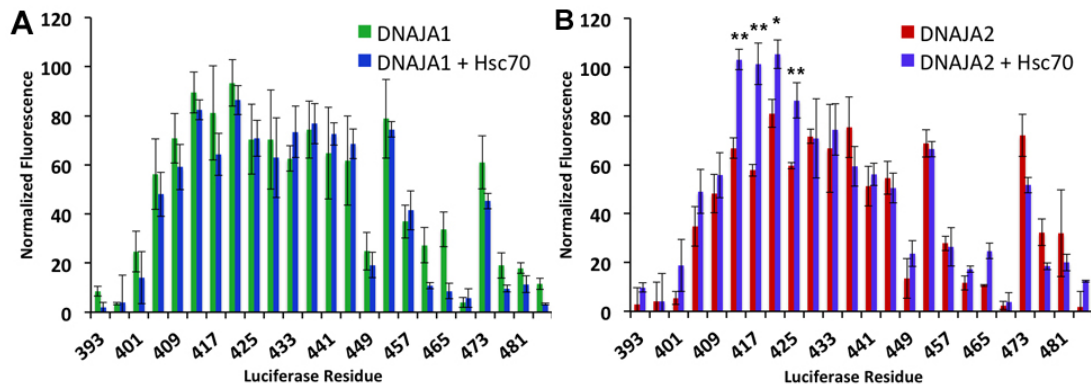 A
DNAJA1
DNAJA1 + Hsc70
Normalized Fluorescence
120
100
80
60
40
20
0
393 401 409 417 425 433 441 449 457 465 473 481
Luciferase Residue
B
DNAJA2
DNAJA2 + Hsc70
** ** * **
Normalized Fluorescence
120
100
80
60
40
20
0
393 401 409 417 425 433 441 449 457 465 473 481
Luciferase Residue